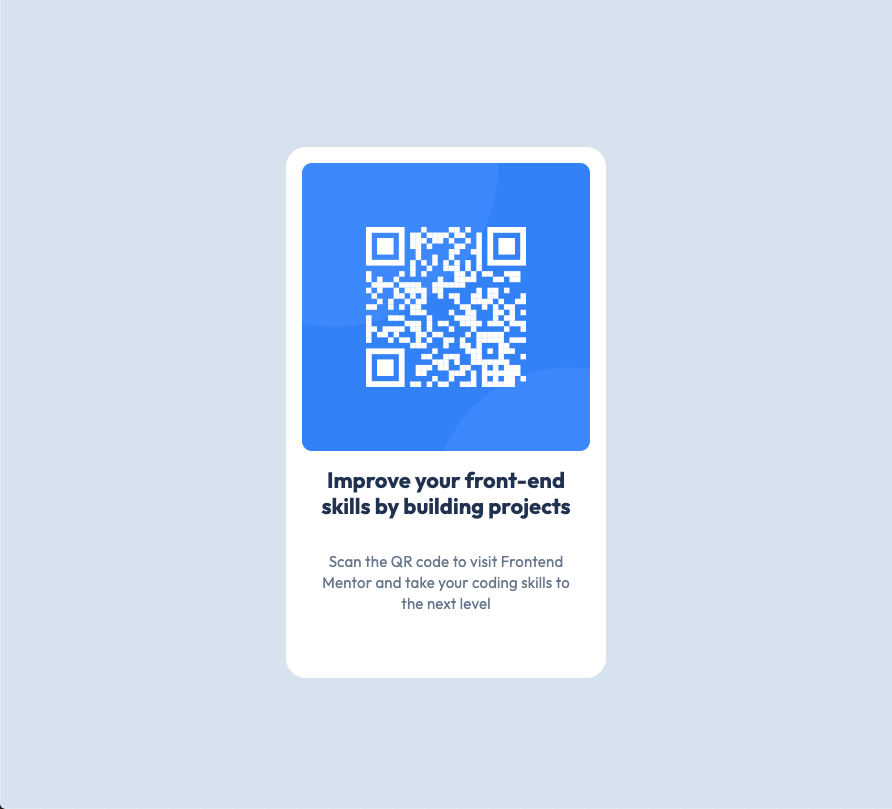 Improve your front-end
skills by building projects
Scan the QR code to visit Frontend
Mentor and take your coding skills to
the next level